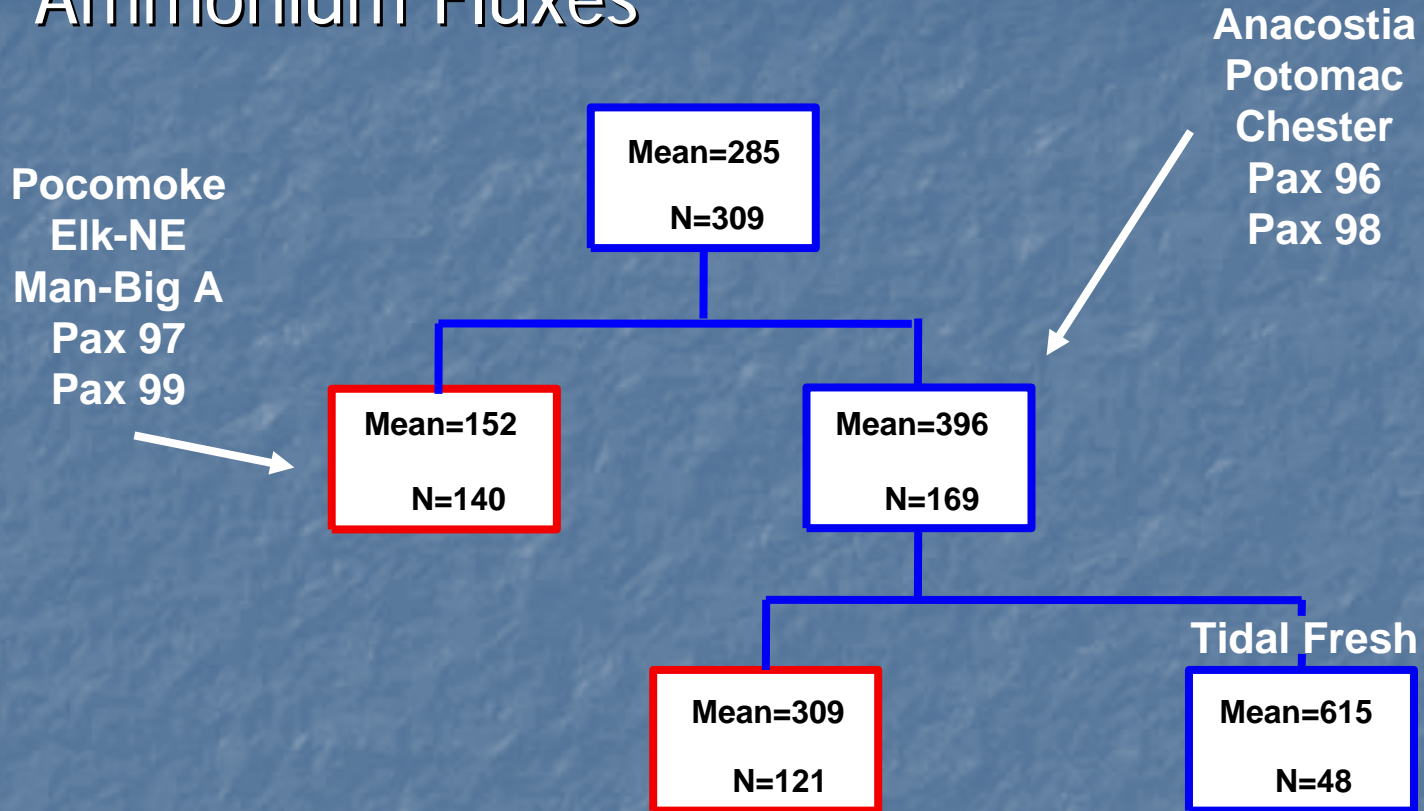 Ammonium Fluxes
Anacostia
Potomac
Chester
Pax 96
Pax 98
Mean=285
N=309
Pocomoke
Elk-NE
Man-Big A
Pax 97
Pax 99
Mean=152
N=140
Mean=396
N=169
Tidal Fresh
Mean=309
N=121
Mean=615
N=48